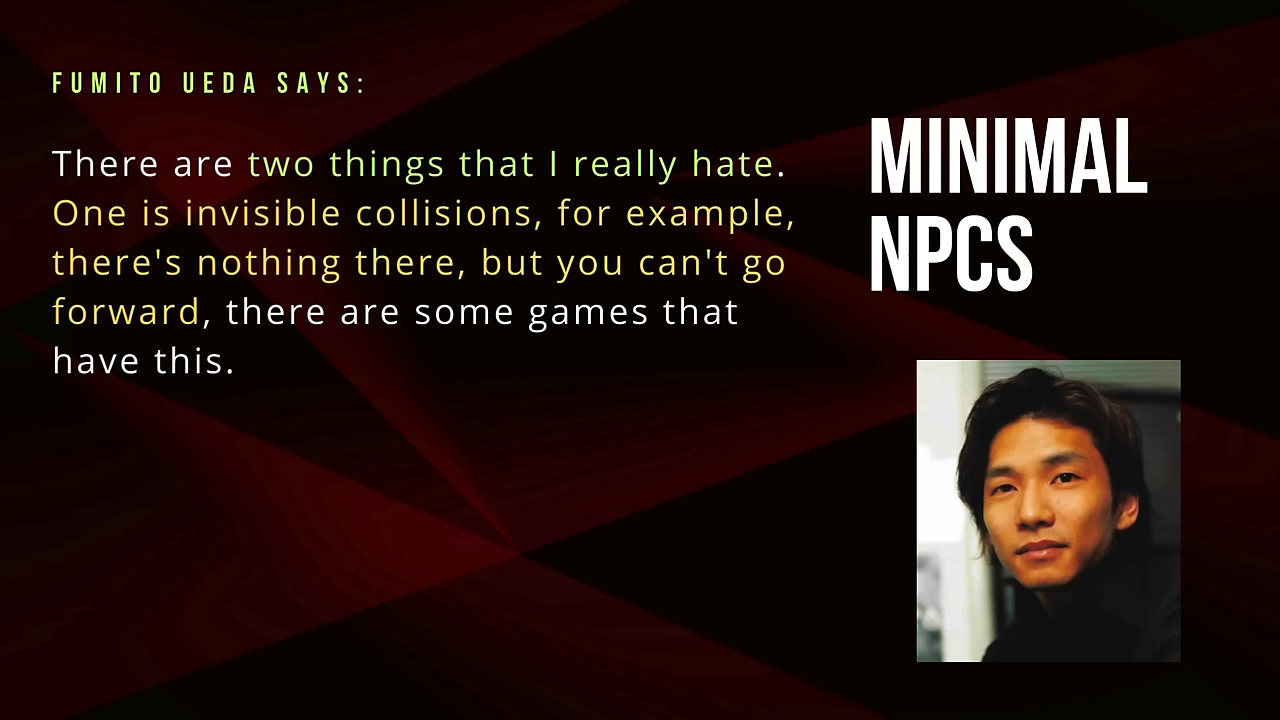 FUMITO UEDA SAYS:
There are two things that I really hate.
One is invisible collisions, for example,
there's nothing there, but you can't go
forward, there are some games that
have this.
MINIMAL
NPCS